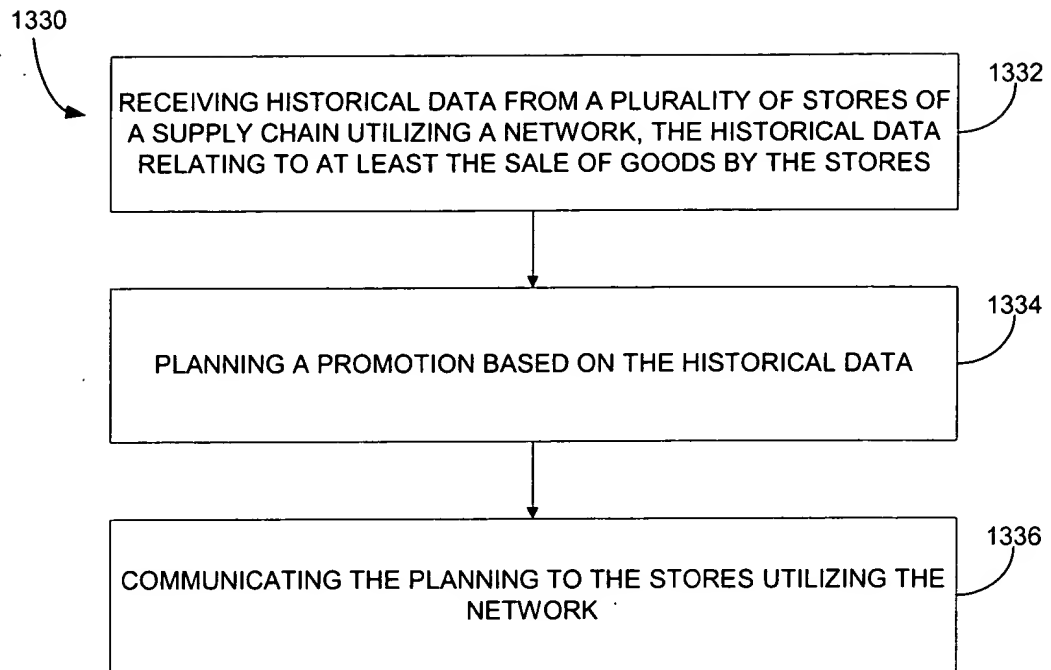 1330
1332
RECEIVING HISTORICAL DATA FROM A PLURALITY OF STORES OF
A SUPPLY CHAIN UTILIZING A NETWORK, THE HISTORICAL DATA
RELATING TO AT LEAST THE SALE OF GOODS BY THE STORES
1334
PLANNING A PROMOTION BASED ON THE HISTORICAL DATA
1336
COMMUNICATING THE PLANNING TO THE STORES UTILIZING THE
NETWORK